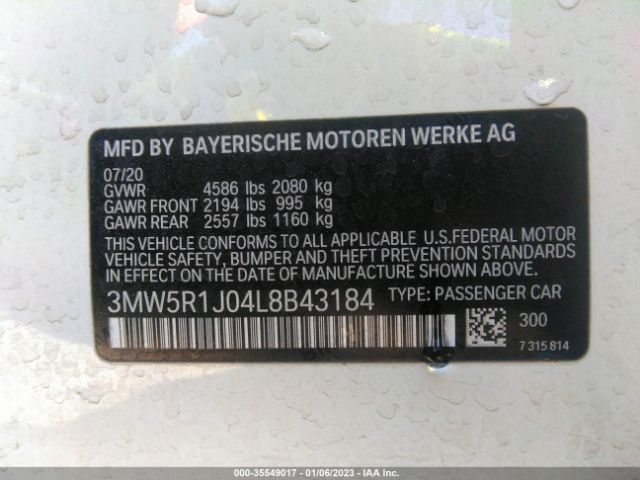 MFD BY BAYERISCHE MOTOREN WERKE AG
07/20
GVWR 4586 lbs 2080 kg
GAWR FRONT 2194 lbs 995 kg
GAWR REAR 2557 lbs 1160 kg
THIS VEHICLE CONFORMS TO ALL APPLICABLE U.S.FEDERAL MOTOR
VEHICLE SAFETY, BUMPER AND THEFT PREVENTION STANDARDS
IN EFFECT ON THE DATE OF MANUFACTURE SHOWN ABOVE.
3MW5R1J04L8B43184 TYPE: PASSENGER CAR
300
7 315 814
000-35549017 - 01/06/2023 - IAA Inc.